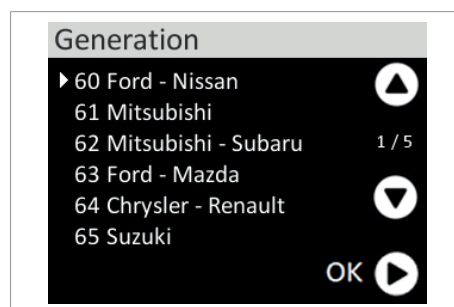 Generation
60 Ford - Nissan
61 Mitsubishi
62 Mitsubishi - Subaru
1 / 5
63 Ford - Mazda
64 Chrysler - Renault
65 Suzuki
OK